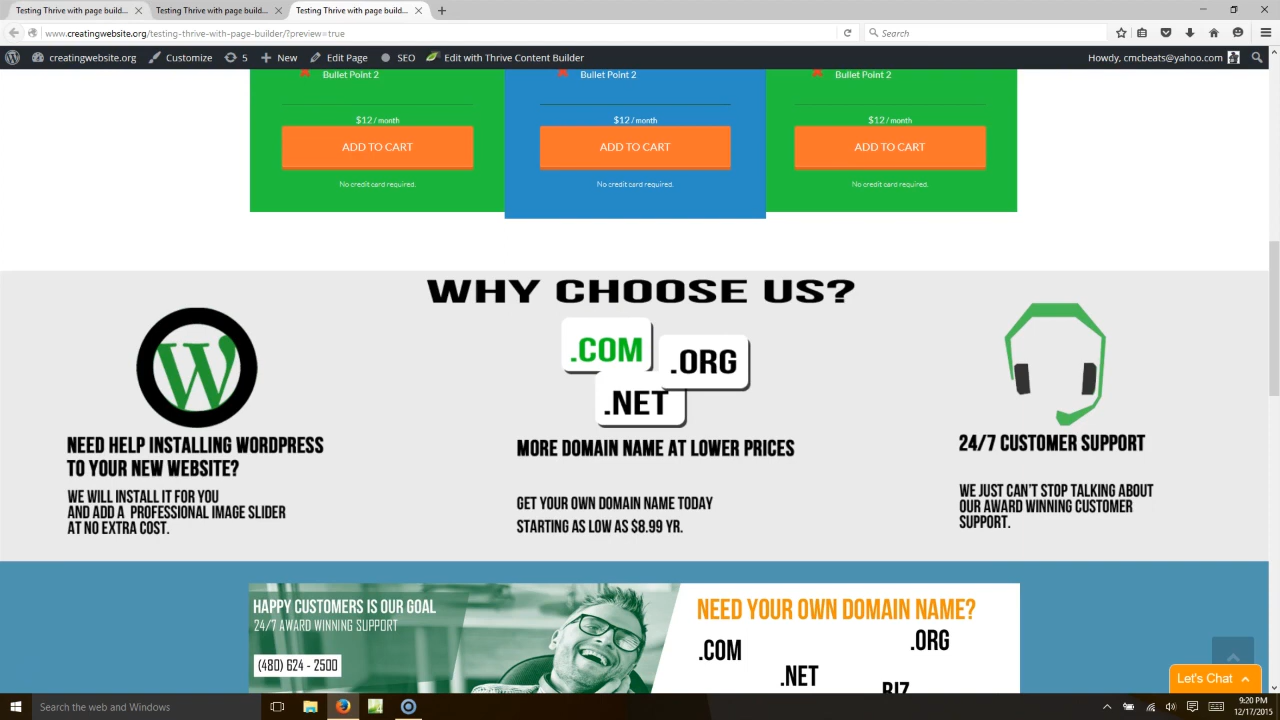 Testing Thrive with Page...
Testing Thrive with Page buil...
www.creatingwebsite.org/testing-thrive-with-page-builder/?preview=true
Search
creatingwebsite.org
Customize
5
New
Edit Page
SEO
Edit with Thrive Content Builder
Howdy, cmcbeats@yahoo.com
Bullet Point 2
Bullet Point 2
Bullet Point 2
$12 / month
$12 / month
$12 / month
ADD TO CART
ADD TO CART
ADD TO CART
No credit card required.
No credit card required.
No credit card required.
WHY CHOOSE US?
.COM
.ORG
.NET
NEED HELP INSTALLING WORDPRESS
TO YOUR NEW WEBSITE?
WE WILL INSTALL IT FOR YOU
AND ADD A PROFESSIONAL IMAGE SLIDER
AT NO EXTRA COST.
MORE DOMAIN NAME AT LOWER PRICES
GET YOUR OWN DOMAIN NAME TODAY
STARTING AS LOW AS $8.99 YR.
24/7 CUSTOMER SUPPORT
WE JUST CAN'T STOP TALKING ABOUT
OUR AWARD WINNING CUSTOMER
SUPPORT.
HAPPY CUSTOMERS IS OUR GOAL
24/7 AWARD WINNING SUPPORT
(480) 624 - 2500
NEED YOUR OWN DOMAIN NAME?
.COM
.ORG
.NET
.BIZ
Let's Chat
Search the web and Windows
9:20 PM
12/17/2015